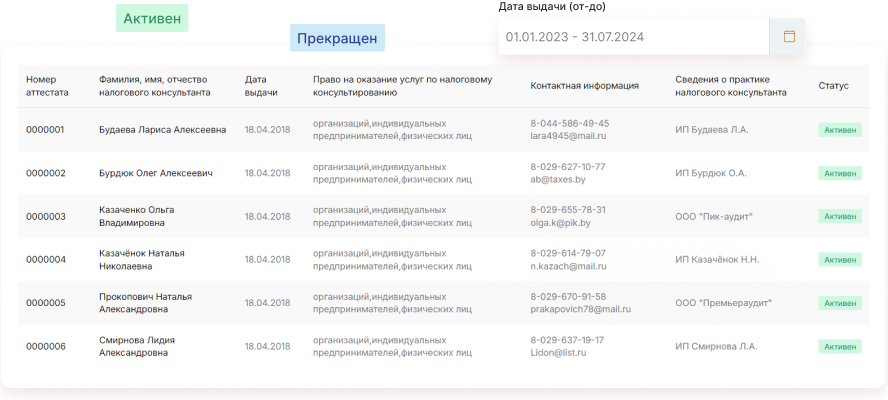 Дата выдачи (от-до)
Активен
Прекращен
01.01.2023 - 31.07.2024
Номер аттестата
Фамилия, имя, отчество налогового консультанта
Дата выдачи
Право на оказание услуг по налоговому консультированию
Контактная информация
Сведения о практике налогового консультанта
Статус
0000001
Будаева Лариса Алексеевна
18.04.2018
организаций,индивидуальных
предпринимателей,физических лиц
8-044-586-49-45
lara4945@mail.ru
ИП Будаева Л.А.
Активен
0000002
Бурдюк Олег Алексеевич
18.04.2018
организаций,индивидуальных
предпринимателей,физических лиц
8-029-627-10-77
ab@taxes.by
ИП Бурдюк О.А.
Активен
0000003
Казаченко Ольга
Владимировна
18.04.2018
организаций,индивидуальных
предпринимателей,физических лиц
8-029-655-78-31
olga.k@pik.by
ООО "Пик-аудит"
Активен
0000004
Казачёнок Наталья
Николаевна
18.04.2018
организаций,индивидуальных
предпринимателей,физических лиц
8-029-614-79-07
n.kazach@mail.ru
ИП Казачёнок Н.Н.
Активен
0000005
Прокопович Наталья
Александровна
18.04.2018
организаций,индивидуальных
предпринимателей,физических лиц
8-029-670-91-58
prakapovich78@mail.ru
ООО "Премьераудит"
Активен
0000006
Смирнова Лидия
Александровна
18.04.2018
организаций,индивидуальных
предпринимателей,физических лиц
8-029-637-19-17
Lidon@list.ru
ИП Смирнова Л.А.
Активен